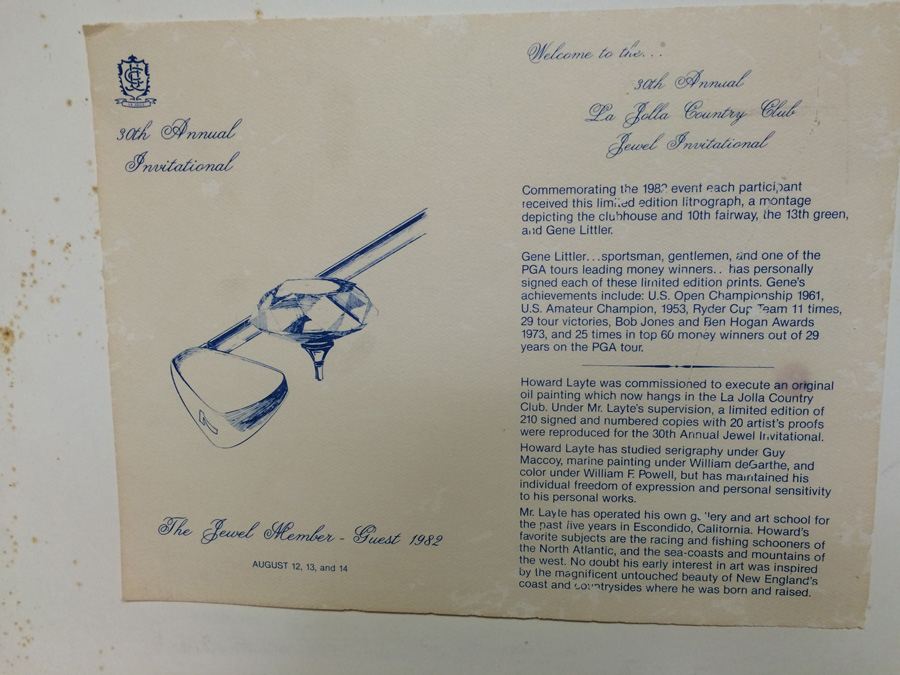 30th Annual
Invitational
The Jewel Member - Guest 1982
AUGUST 12, 13, and 14
Welcome to the...
30th Annual
La Jolla Country Club
Jewel Invitational
Commemorating the 1982 event each participant
received this limited edition lithograph, a montage
depicting the clubhouse and 10th fairway, the 13th green,
and Gene Littler.
Gene Littler...sportsman, gentlemen, and one of the
PGA tours leading money winners.. has personally
signed each of these limited edition prints. Gene's
achievements include: U.S. Open Championship 1961,
U.S. Amateur Champion, 1953, Ryder Cup Team 11 times,
29 tour victories, Bob Jones and Ben Hogan Awards
1973, and 25 times in top 60 money winners out of 29
years on the PGA tour.
Howard Layte was commissioned to execute an original
oil painting which now hangs in the La Jolla Country
Club. Under Mr. Layte's supervision, a limited edition of
210 signed and numbered copies with 20 artist's proofs
were reproduced for the 30th Annual Jewel Invitational.
Howard Layte has studied serigraphy under Guy
Maccoy, marine painting under William deGarthe, and
color under William F. Powell, but has maintained his
individual freedom of expression and personal sensitivity
to his personal works.
Mr. Layte has operated his own gallery and art school for
the past five years in Escondido, California. Howard's
favorite subjects are the racing and fishing schooners of
the North Atlantic, and the sea-coasts and mountains of
the west. No doubt his early interest in art was inspired
by the magnificent untouched beauty of New England's
coast and countrysides where he was born and raised.